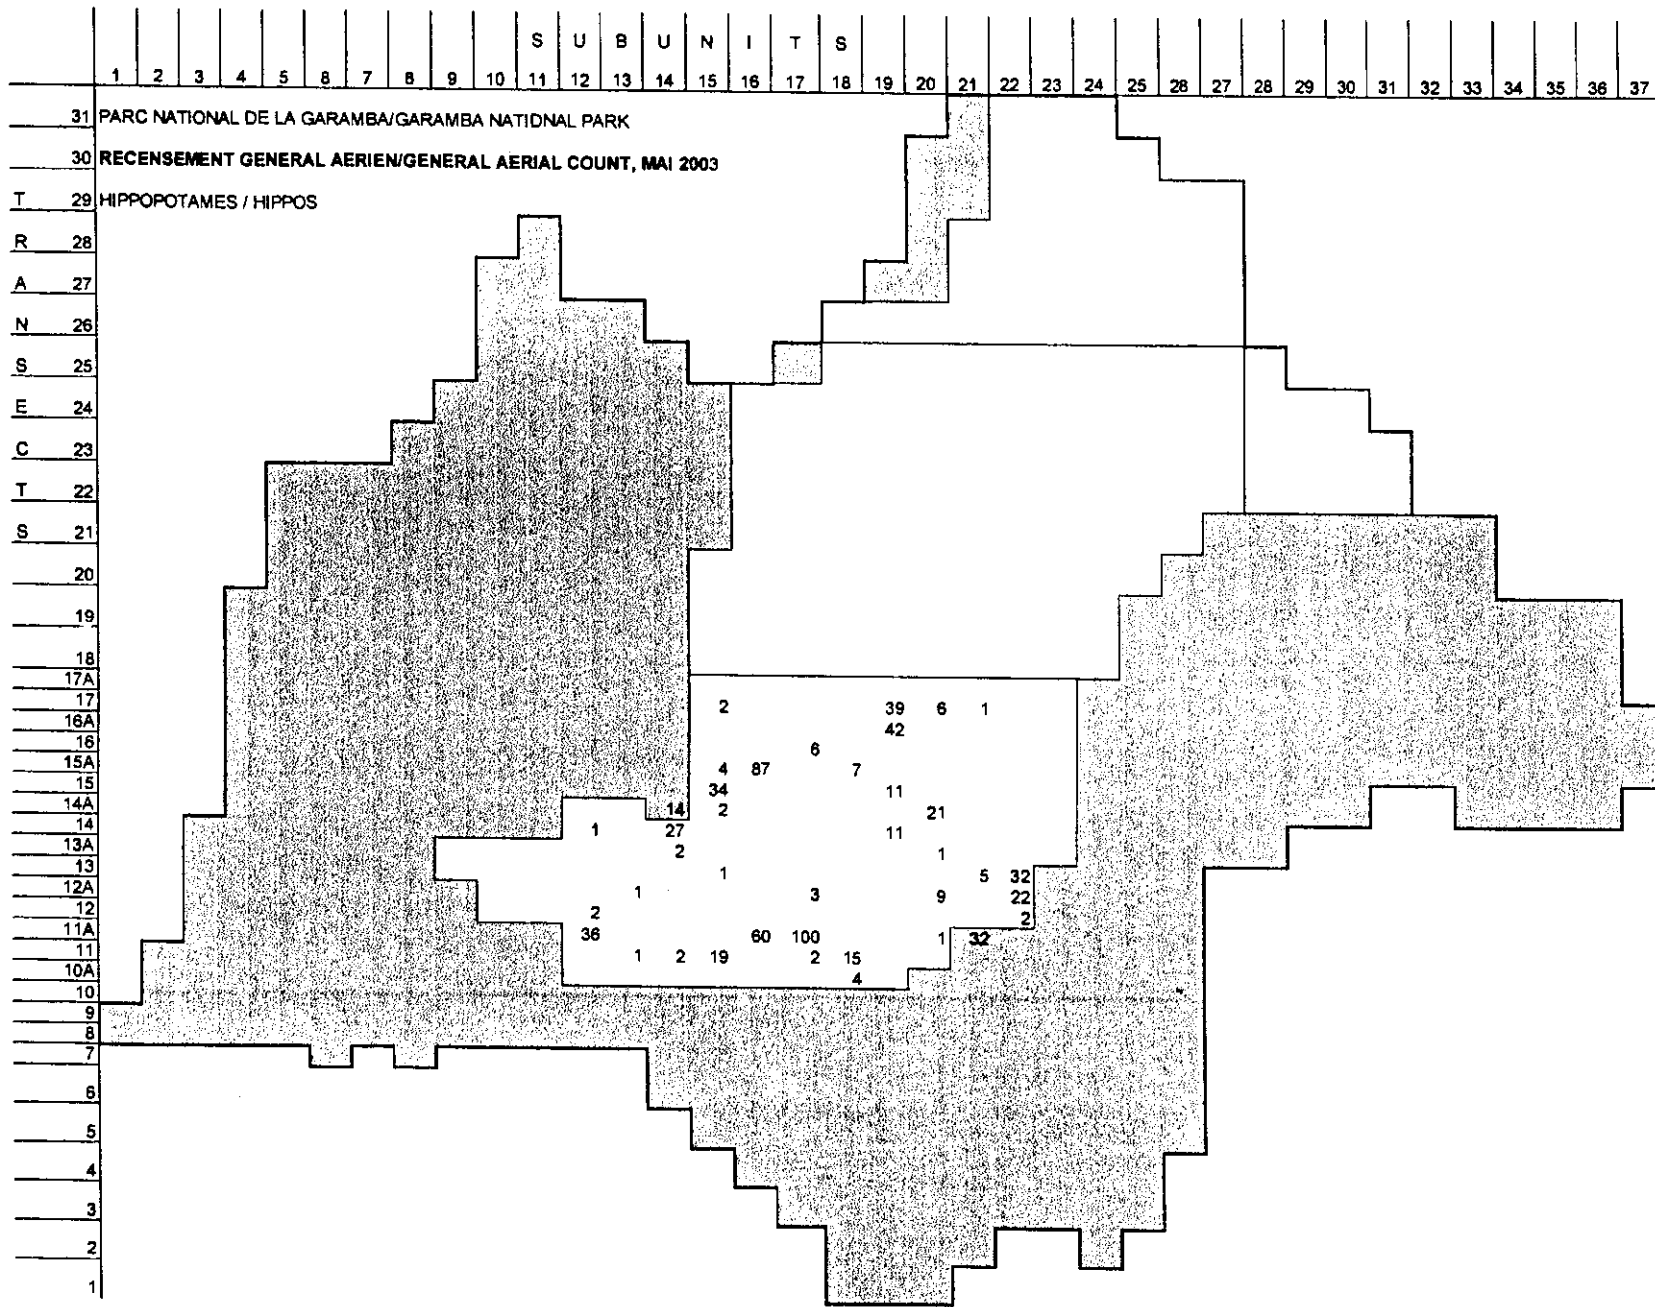 S U B U N I T S
1 2 3 4 5 6 7 8 9 10 11 12 13 14 15 16 17 18 19 20 21 22 23 24 25 26 27 28 29 30 31 32 33 34 35 36 37
31 PARC NATIONAL DE LA GARAMBA/GARAMBA NATIONAL PARK
30 RECENSEMENT GENERAL AERIEN/GENERAL AERIAL COUNT, MAI 2003
T 29 HIPPOPOTAMES / HIPPOS
R 28
A 27
N 26
S 25
E 24
C 23
T 22
S 21
20
19
18
17A
17 2 39 6 1
16A 42
16 6
15A 4 87 7
15 34 11
14A 14 2 21
14 1 27 11
13A 2 1
13 1 5 32
12A 1 3 9 22
12 2 2
11A 36 60 100 1 32
11 1 2 19 2 15
10A 4
10
9
8
7
6
5
4
3
2
1